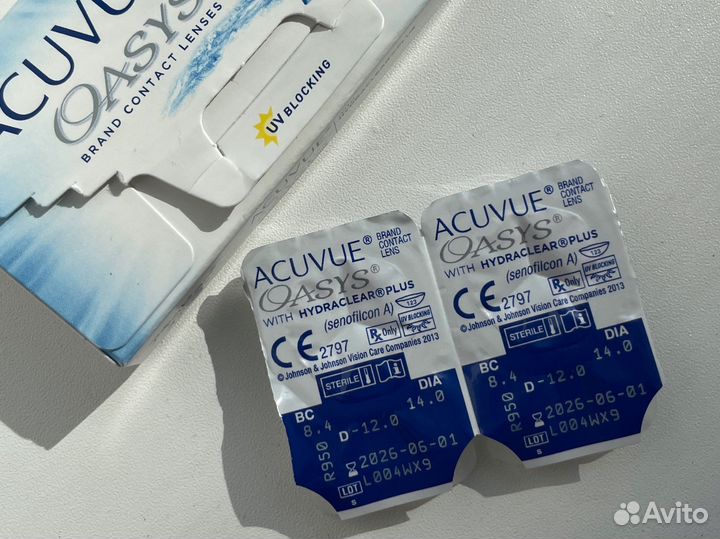 ACUVUE
OASYS
BRAND CONTACT LENSES
UV BLOCKING
ACUVUE® BRAND CONTACT LENS
OASYS®
WITH HYDRACLEAR®PLUS
(senofilcon A)
123
CE 2797
Rx Only
UV BLOCKING
© Johnson & Johnson Vision Care Companies 2013
STERILE i
BC DIA
8.4 D-12.0 14.0
R950
2026-06-01
LOT L004WX9
s
ACUVUE® BRAND CONTACT LENS
OASYS®
WITH HYDRACLEAR®PLUS
(senofilcon A)
123
CE 2797
Rx Only
UV BLOCKING
© Johnson & Johnson Vision Care Companies 2013
STERILE i
BC DIA
8.4 D-12.0 14.0
R950
2026-06-01
LOT L004WX9
s
Avito